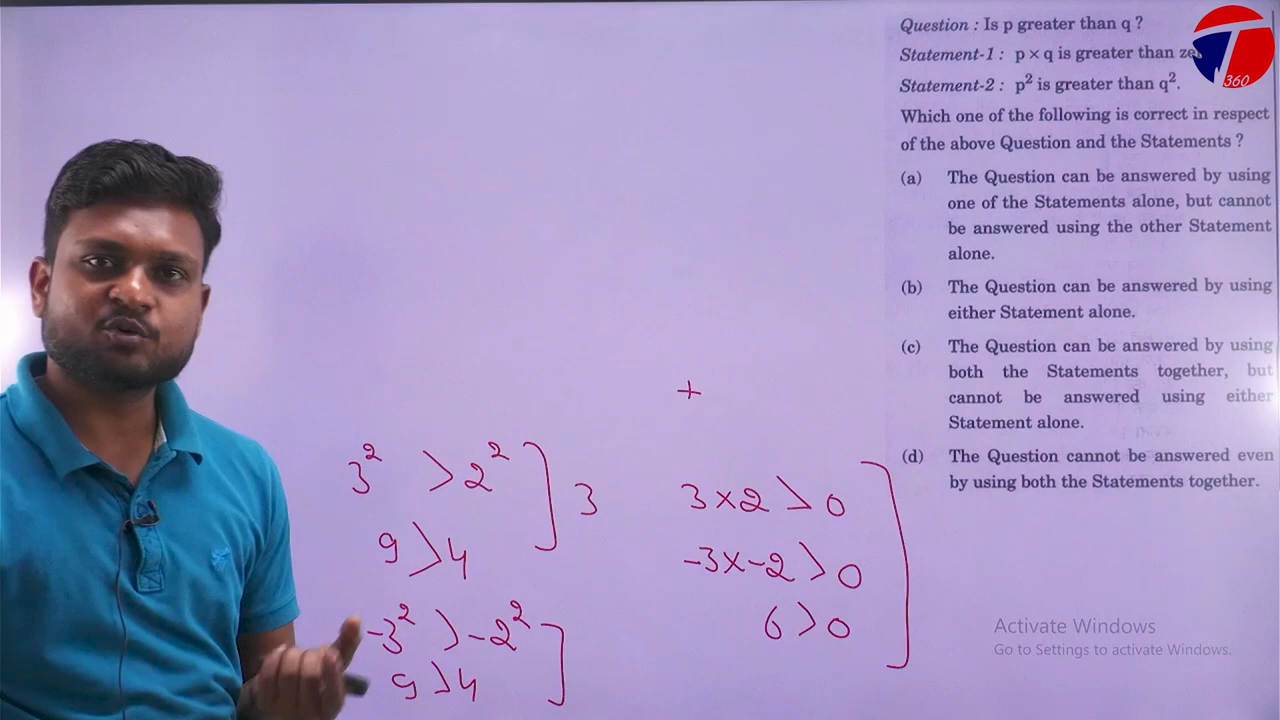 Question : Is p greater than q ?
Statement-1 : p × q is greater than
Statement-2 : p² is greater than q².
Which one of the following is correct in respect
of the above Question and the Statements ?
(a) The Question can be answered by using
one of the Statements alone, but cannot
be answered using the other Statement
alone.
(b) The Question can be answered by using
either Statement alone.
(c) The Question can be answered by using
both the Statements together, but
cannot be answered using either
Statement alone.
(d) The Question cannot be answered even
by using both the Statements together.
T
360
3² > 2²
9 > 4
3
-3² > -2²
9 > 4
+
3 × 2 > 0
-3 × -2 > 0
6 > 0
Activate Windows
Go to Settings to activate Windows.